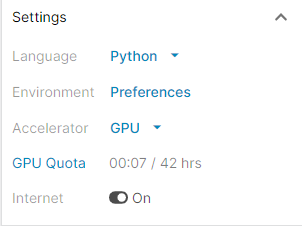 Settings
Language Python
Environment Preferences
Accelerator GPU
GPU Quota 00:07 / 42 hrs
Internet On